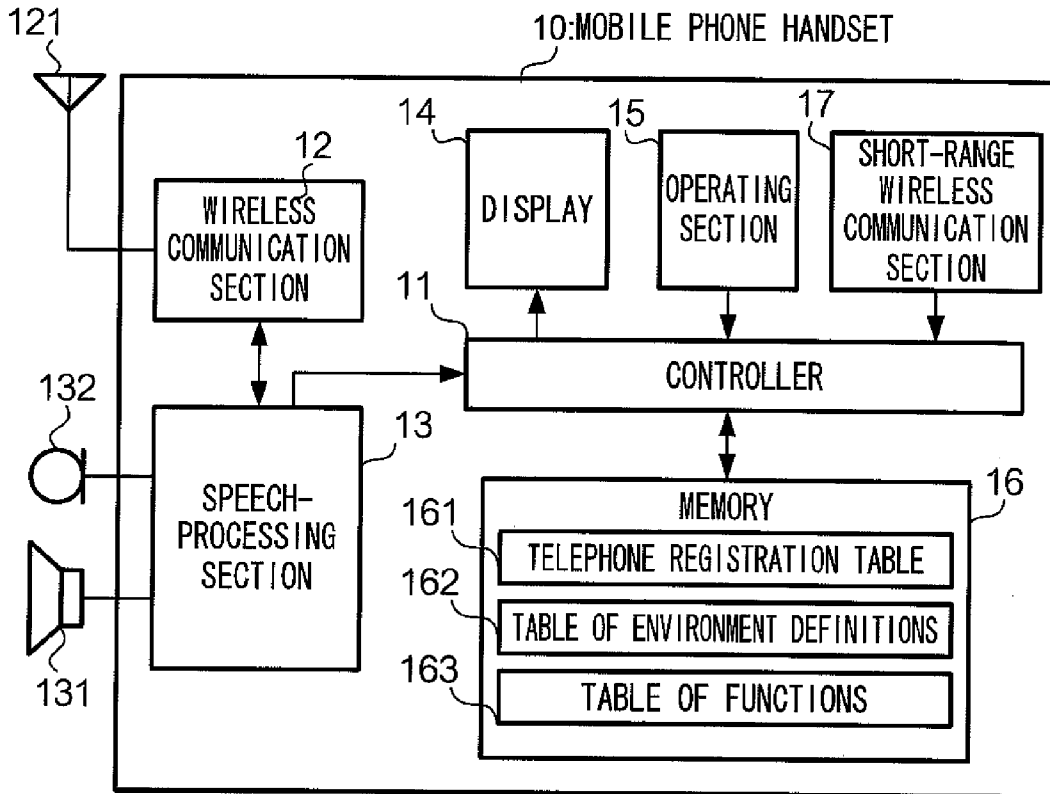 121
10:MOBILE PHONE HANDSET
14
15
17
12
WIRELESS
COMMUNICATION
SECTION
DISPLAY
OPERATING
SECTION
SHORT-RANGE
WIRELESS
COMMUNICATION
SECTION
11
CONTROLLER
132
13
SPEECH-
PROCESSING
SECTION
131
MEMORY
16
161
TELEPHONE REGISTRATION TABLE
162
TABLE OF ENVIRONMENT DEFINITIONS
163
TABLE OF FUNCTIONS